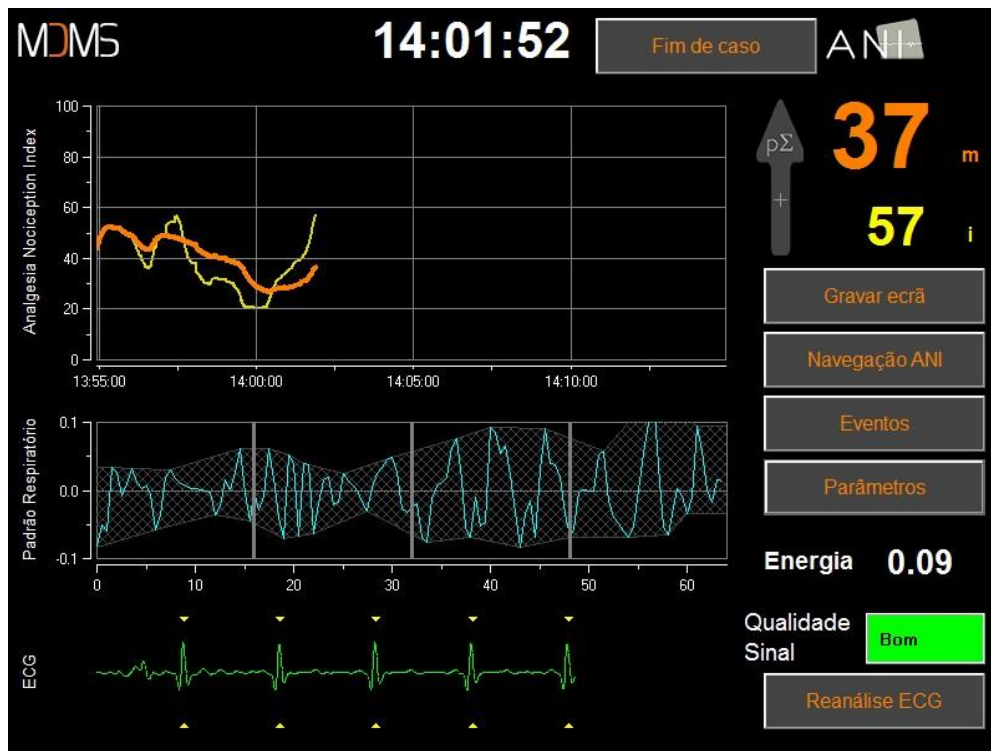 MDMS
14:01:52
Fim de caso
ANI
Analgesia Nociception Index
100
80
60
40
20
0
13:55:00
14:00:00
14:05:00
14:10:00
pΣ
+
37 m
57 i
Gravar ecrã
Navegação ANI
Eventos
Parâmetros
Padrão Respiratório
0.1
0.0
-0.1
0
10
20
30
40
50
60
Energia 0.09
ECG
Qualidade
Sinal
Bom
Reanálise ECG